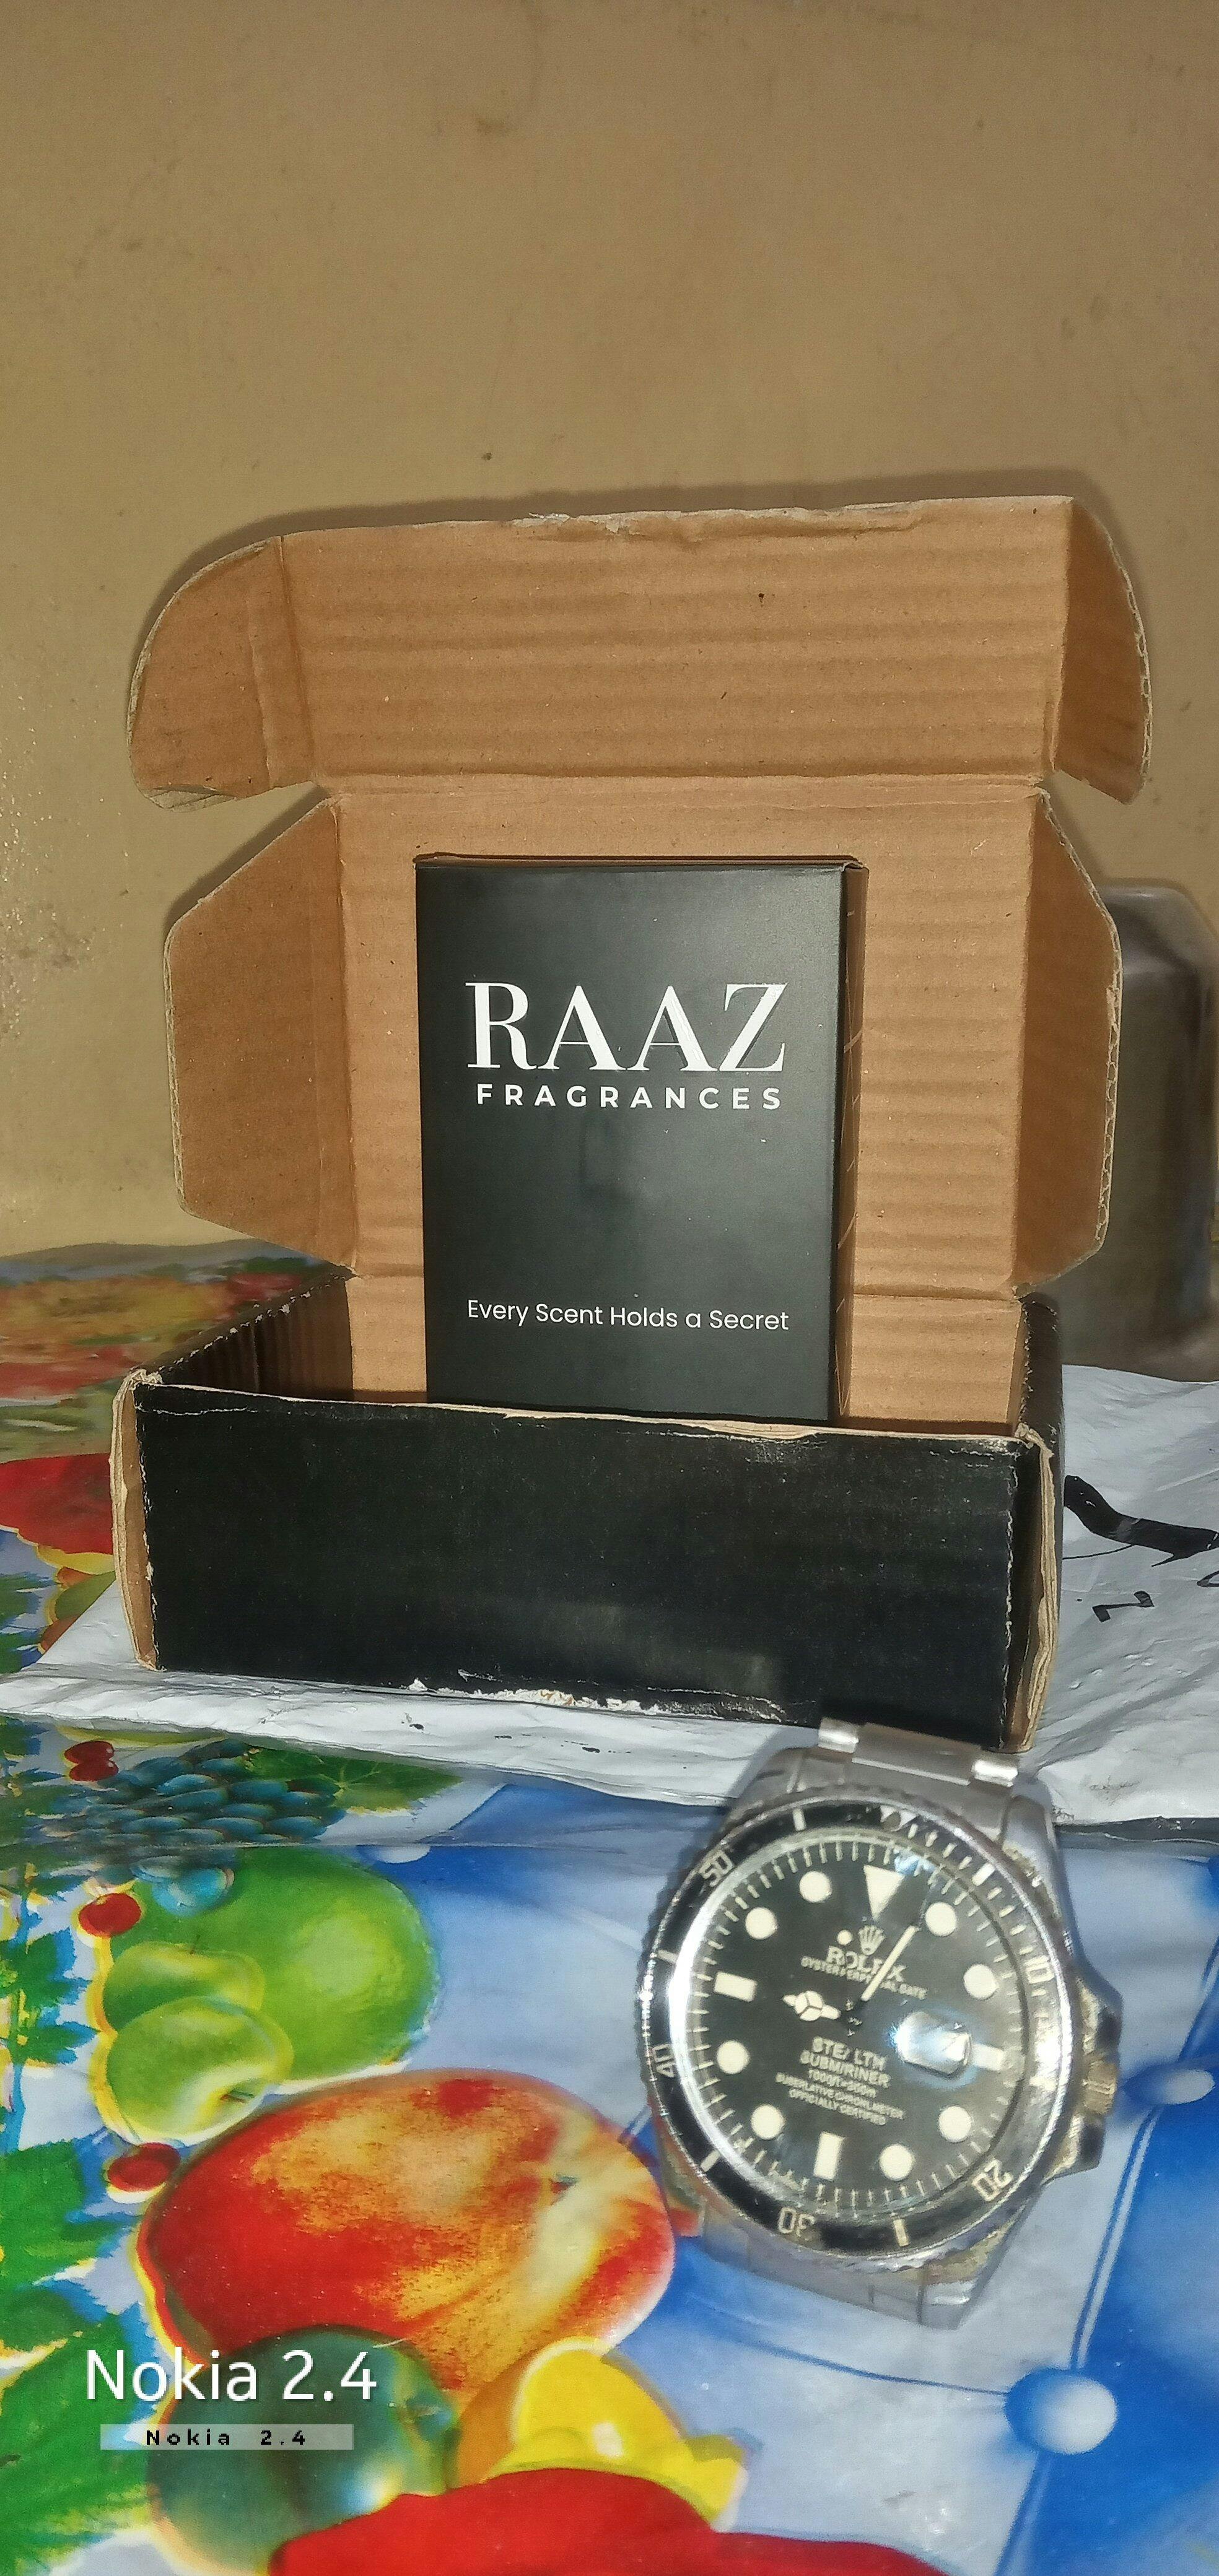 RAAZ
FRAGRANCES
Every Scent Holds a Secret
50
10
ROLEX
OYSTER PERPETUAL DATE
40
SUBMARINER
20
OFFICIALLY CERTIFIED
30
Nokia 2.4
Nokia 2.4